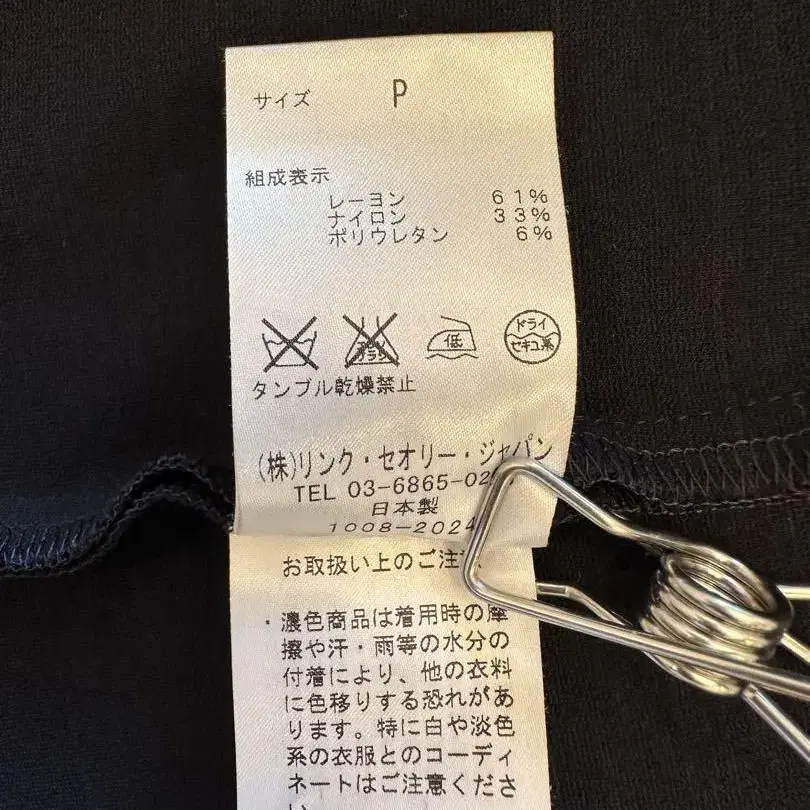 サイズ P
組成表示
レーヨン 61%
ナイロン 33%
ポリウレタン 6%
低
ドライ
セキユ系
タンブル乾燥禁止
(株)リンク・セオリー・ジャパン
TEL 03-6865-02
日本製
1008-2024
お取扱い上のご注意
・濃色商品は着用時の摩
擦や汗・雨等の水分の
付着により、他の衣料
に色移りする恐れがあ
ります。特に白や淡色
系の衣服とのコーディ
ネートはご注意くださ
い